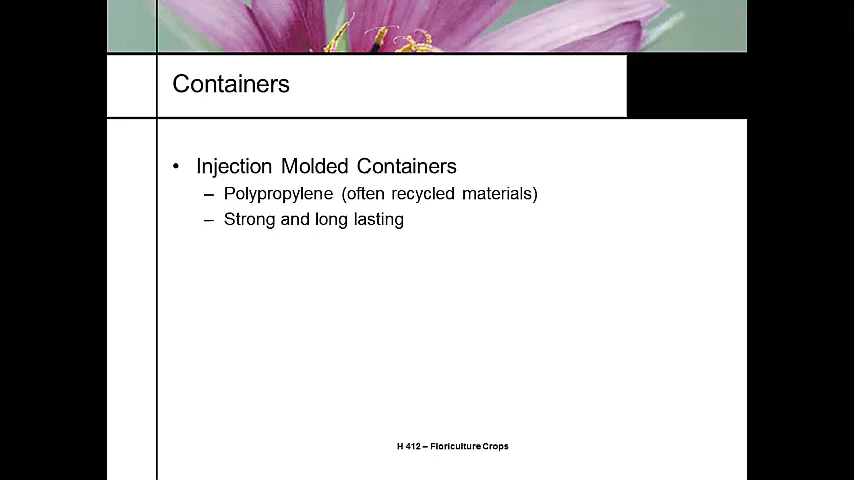 Containers
• Injection Molded Containers
– Polypropylene (often recycled materials)
– Strong and long lasting
H 412 – Floriculture Crops